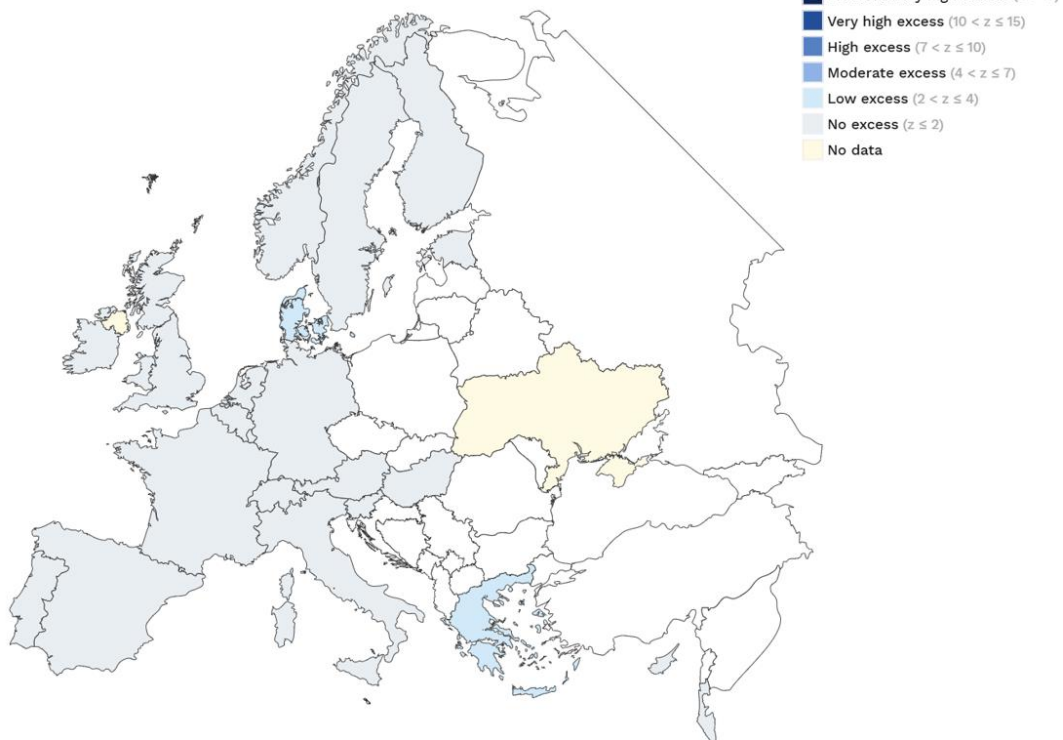 Very high excess (10 < z ≤ 15)
High excess (7 < z ≤ 10)
Moderate excess (4 < z ≤ 7)
Low excess (2 < z ≤ 4)
No excess (z ≤ 2)
No data